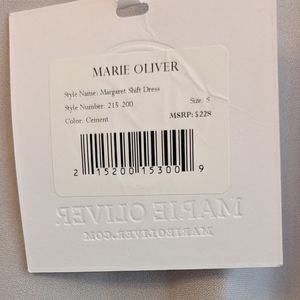 MARIE OLIVER
Style Name: Margaret Shift Dress
Style Number: 215-200 Size: S
Color: Cement MSRP: $228
2 15200 15300 9
MARIE OLIVER
MARIEOLIVER.COM